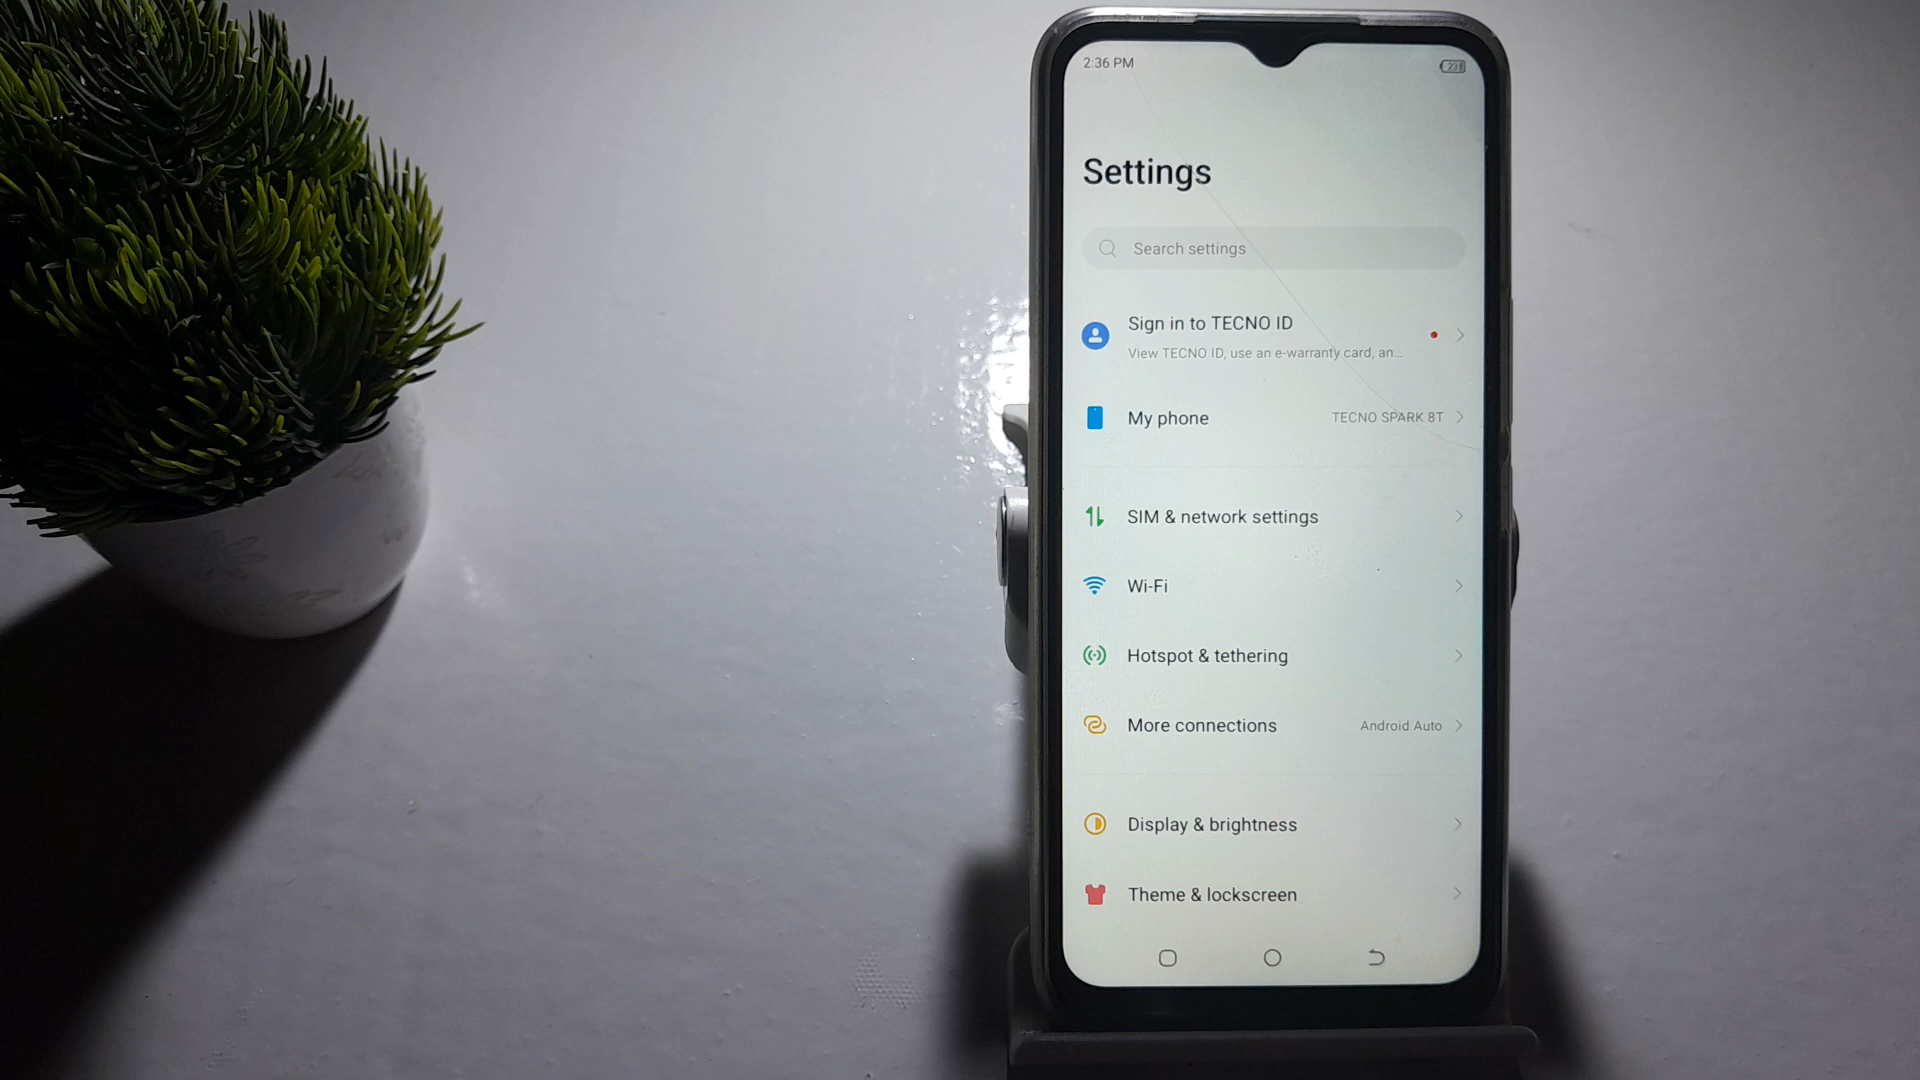 2:36 PM
Settings
Search settings
Sign in to TECNO ID
View TECNO ID, use an e-warranty card, an...
My phone
TECNO SPARK 8T
SIM & network settings
Wi-Fi
Hotspot & tethering
More connections
Android Auto
Display & brightness
Theme & lockscreen